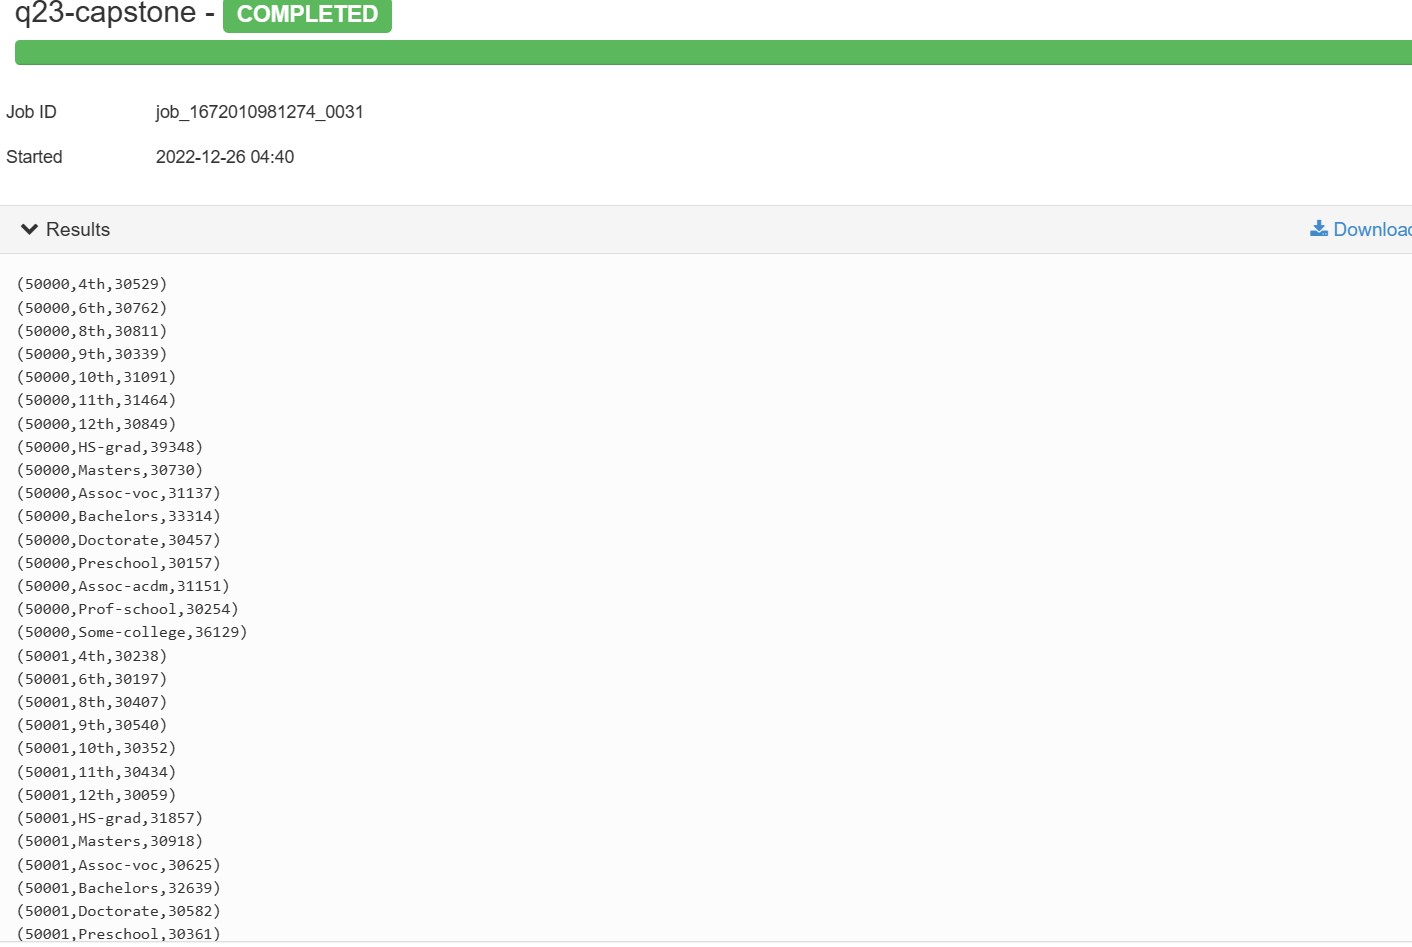 q23-capstone - COMPLETED
Job ID job_1672010981274_0031
Started 2022-12-26 04:40
Results Download
(50000,4th,30529)
(50000,6th,30762)
(50000,8th,30811)
(50000,9th,30339)
(50000,10th,31091)
(50000,11th,31464)
(50000,12th,30849)
(50000,HS-grad,39348)
(50000,Masters,30730)
(50000,Assoc-voc,31137)
(50000,Bachelors,33314)
(50000,Doctorate,30457)
(50000,Preschool,30157)
(50000,Assoc-acdm,31151)
(50000,Prof-school,30254)
(50000,Some-college,36129)
(50001,4th,30238)
(50001,6th,30197)
(50001,8th,30407)
(50001,9th,30540)
(50001,10th,30352)
(50001,11th,30434)
(50001,12th,30059)
(50001,HS-grad,31857)
(50001,Masters,30918)
(50001,Assoc-voc,30625)
(50001,Bachelors,32639)
(50001,Doctorate,30582)
(50001,Preschool,30361)